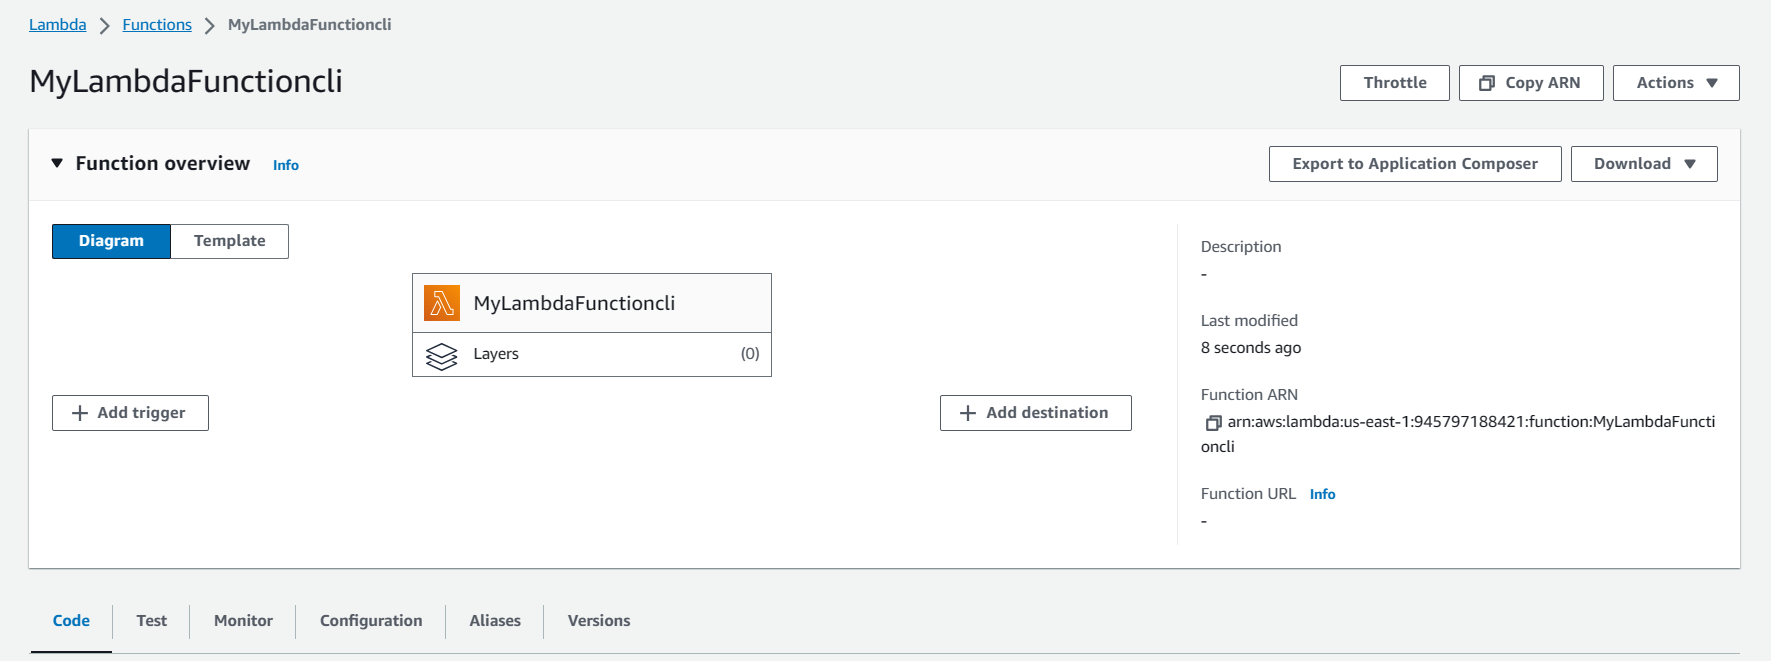 Lambda > Functions > MyLambdaFunctioncli
MyLambdaFunctioncli
Throttle
Copy ARN
Actions
Function overview Info
Export to Application Composer
Download
Diagram
Template
MyLambdaFunctioncli
Layers (0)
Add trigger
Add destination
Description
-
Last modified
8 seconds ago
Function ARN
arn:aws:lambda:us-east-1:945797188421:function:MyLambdaFuncti
oncli
Function URL Info
-
Code
Test
Monitor
Configuration
Aliases
Versions